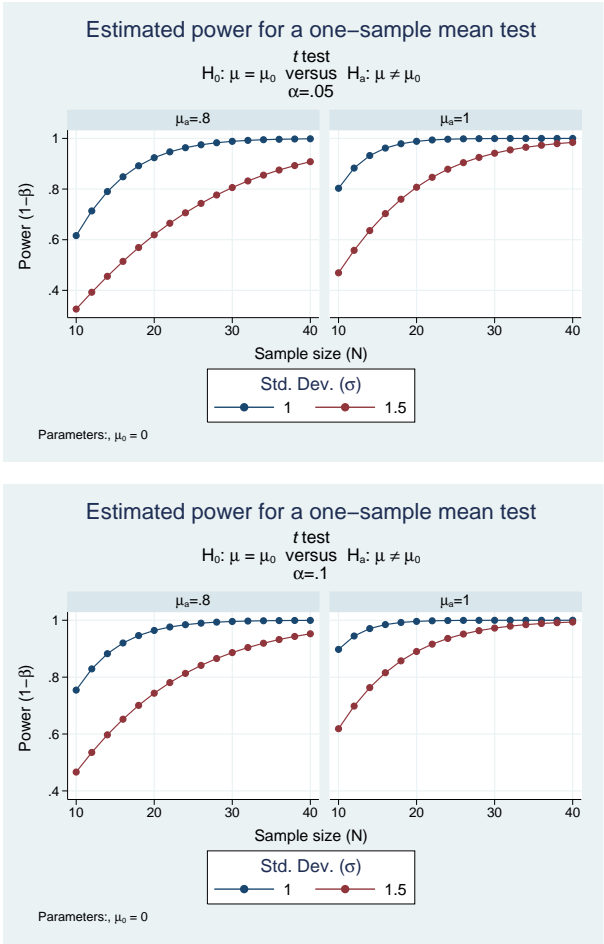 Estimated power for a one−sample mean test
t test
H₀: μ = μ₀ versus Hₐ: μ ≠ μ₀
α=.05
μₐ=.8
μₐ=1
Power (1−β)
1
.8
.6
.4
10 20 30 40 10 20 30 40
Sample size (N)
Std. Dev. (σ)
1 1.5
Parameters:, μ₀ = 0
Estimated power for a one−sample mean test
t test
H₀: μ = μ₀ versus Hₐ: μ ≠ μ₀
α=.1
μₐ=.8
μₐ=1
Power (1−β)
1
.8
.6
.4
10 20 30 40 10 20 30 40
Sample size (N)
Std. Dev. (σ)
1 1.5
Parameters:, μ₀ = 0